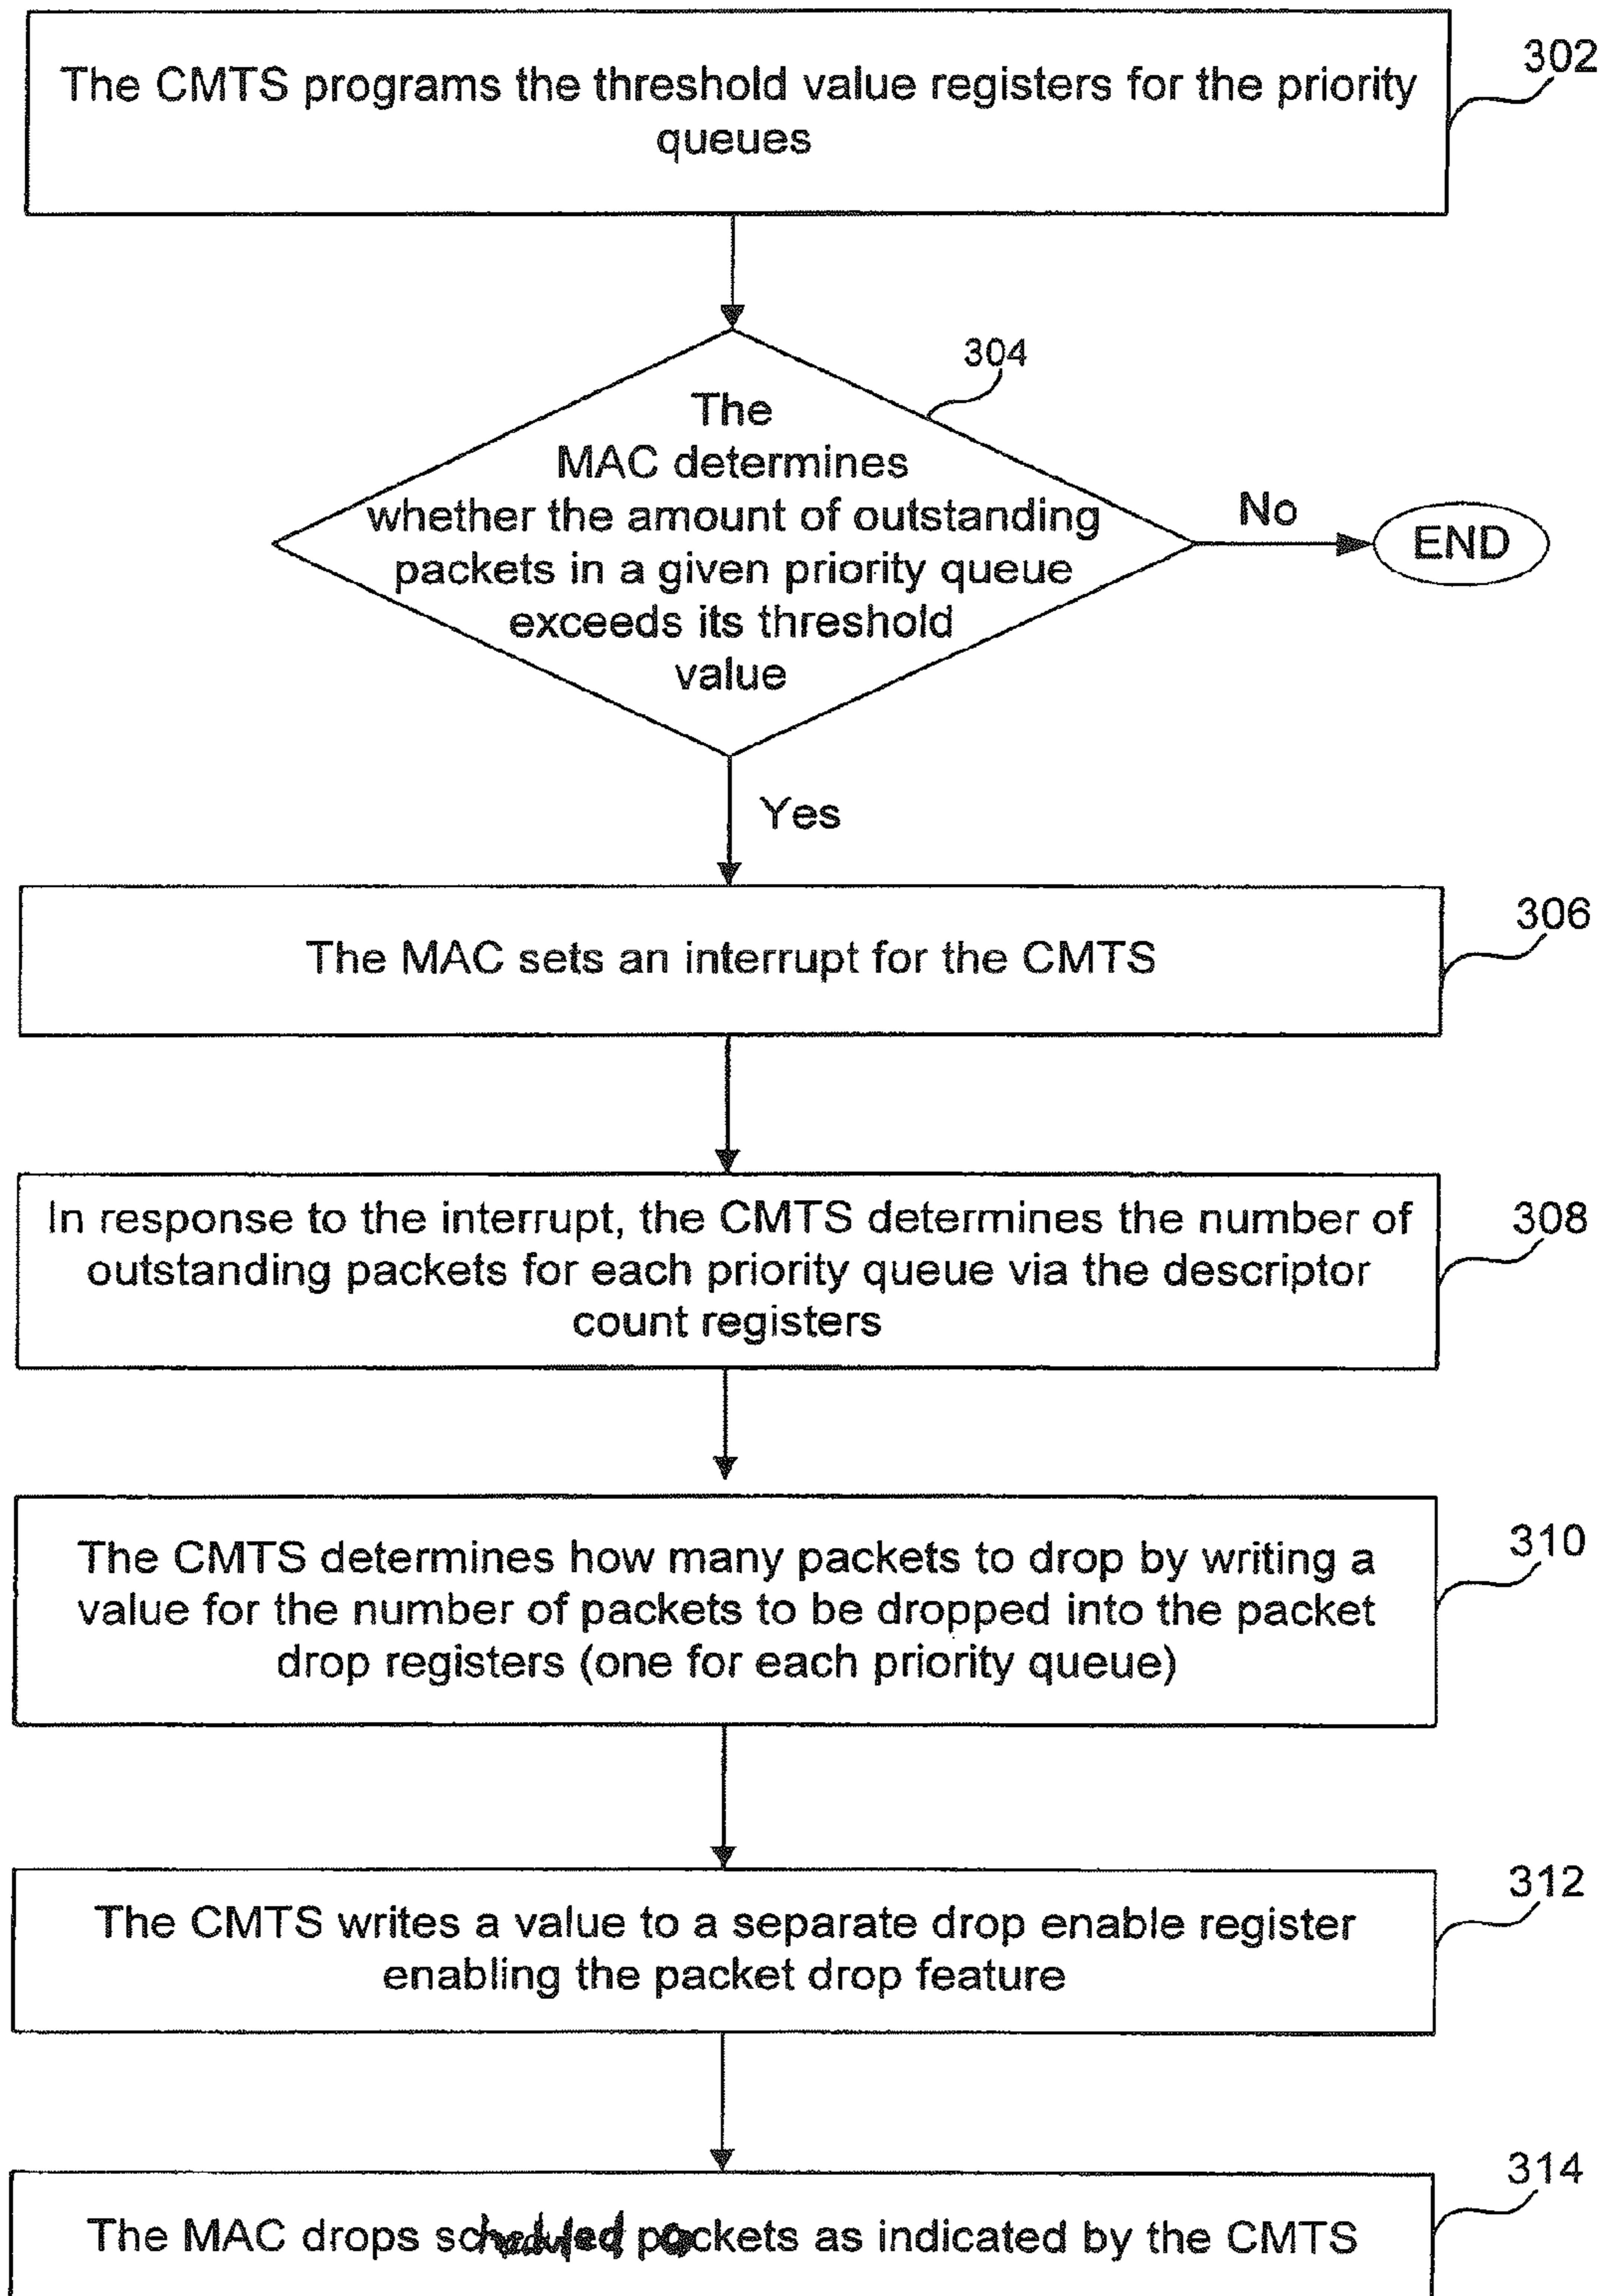 The CMTS programs the threshold value registers for the priority
queues
302
304
The
MAC determines
whether the amount of outstanding
packets in a given priority queue
exceeds its threshold
value
No
END
Yes
The MAC sets an interrupt for the CMTS
306
In response to the interrupt, the CMTS determines the number of
outstanding packets for each priority queue via the descriptor
count registers
308
The CMTS determines how many packets to drop by writing a
value for the number of packets to be dropped into the packet
drop registers (one for each priority queue)
310
The CMTS writes a value to a separate drop enable register
enabling the packet drop feature
312
The MAC drops scheduled packets as indicated by the CMTS
314